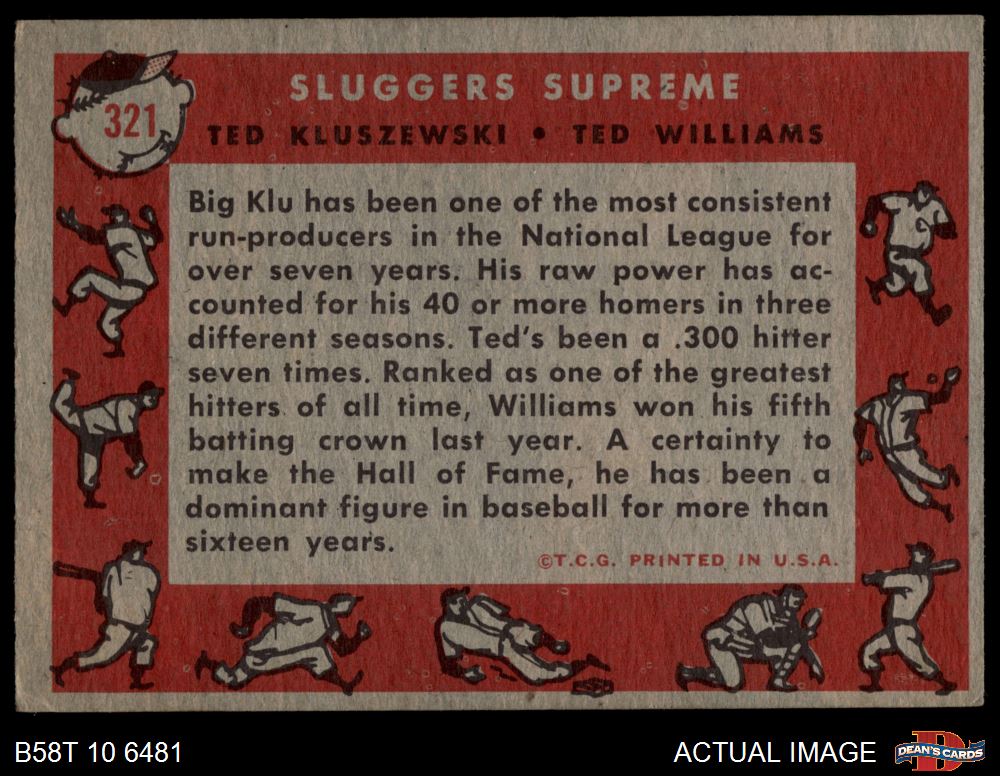 321
SLUGGERS SUPREME
TED KLUSZEWSKI • TED WILLIAMS
Big Klu has been one of the most consistent
run-producers in the National League for
over seven years. His raw power has ac-
counted for his 40 or more homers in three
different seasons. Ted's been a .300 hitter
seven times. Ranked as one of the greatest
hitters of all time, Williams won his fifth
batting crown last year. A certainty to
make the Hall of Fame, he has been a
dominant figure in baseball for more than
sixteen years.
©T.C.G. PRINTED IN U.S.A.
B58T 10 6481
ACTUAL IMAGE
DEAN'S CARDS